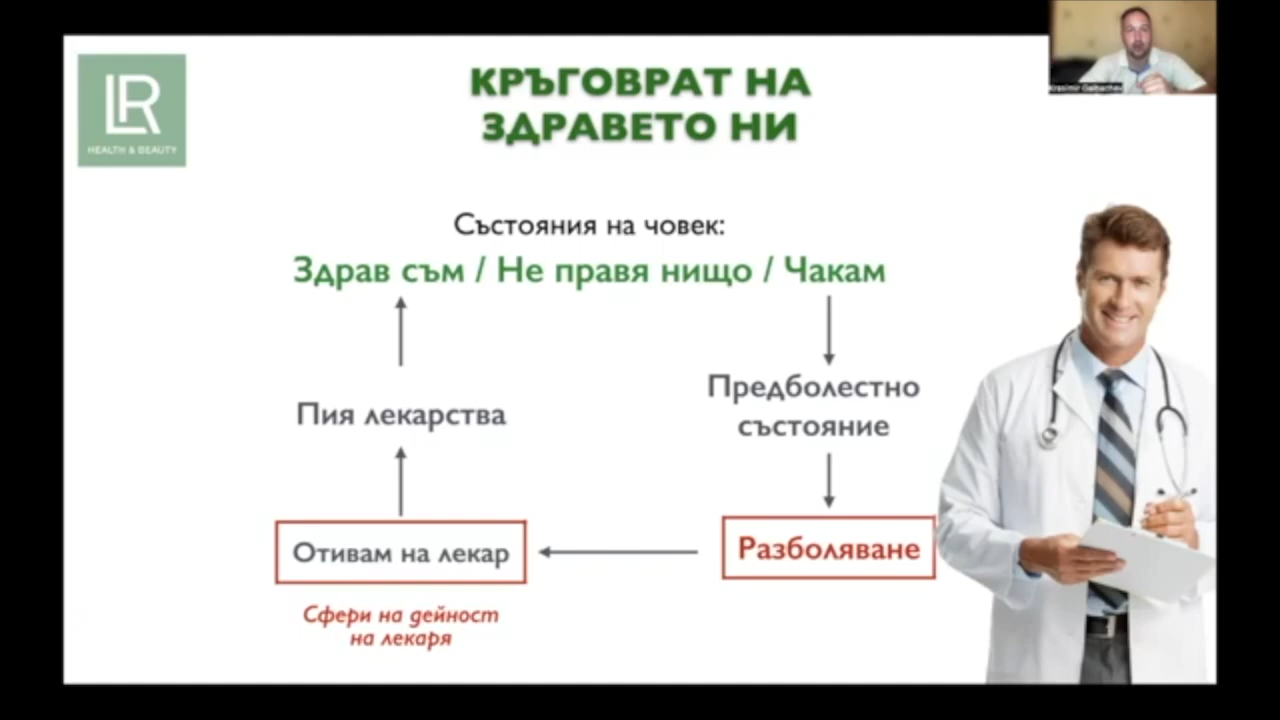 LR
HEALTH & BEAUTY
КРЪГОВРАТ НА
ЗДРАВЕТО НИ
Състояния на човек:
Здрав съм / Не правя нищо / Чакам
Предболестно
състояние
Пия лекарства
Разболяване
Отивам на лекар
Сфери на дейност
на лекаря